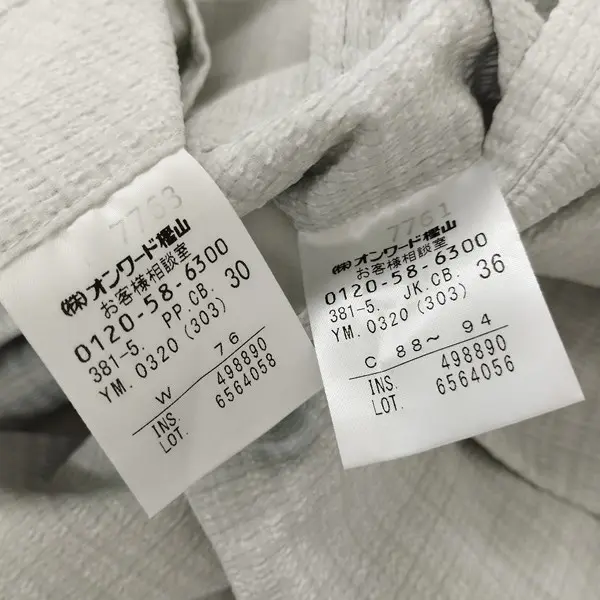 7763
(株)オンワード樫山
お客様相談室
0120-58-6300
381-5. PP.CB. 30
YM. 0320 (303)
W 76
INS. 498890
LOT. 6564058
7761
(株)オンワード樫山
お客様相談室
0120-58-6300
381-5. JK.CB. 36
YM. 0320 (303)
C 88~ 94
INS. 498890
LOT. 6564056